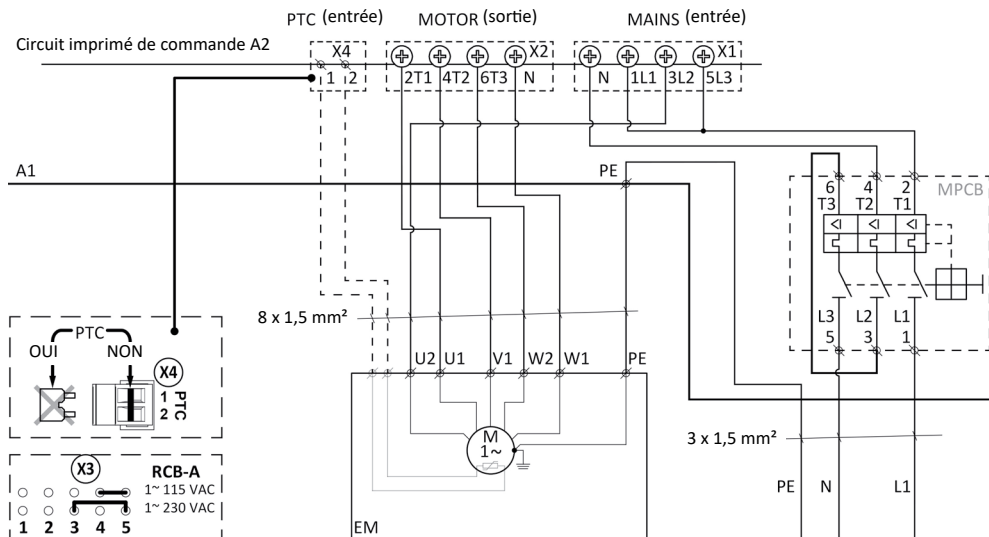 PTC (entrée) MOTOR (sortie) MAINS (entrée)
Circuit imprimé de commande A2
X4 X2 X1
1 2 2T1 4T2 6T3 N N 1L1 3L2 5L3
A1 PE
6 4 2 MPCB
T3 T2 T1
<I <I <I
8 x 1,5 mm²
L3 L2 L1
5 3 1
PTC
OUI NON
X4
1
2
PTC
U2 U1 V1 W2 W1 PE
M
1~
3 x 1,5 mm²
X3 RCB-A
1~ 115 VAC
1~ 230 VAC
1 2 3 4 5
EM
PE N L1